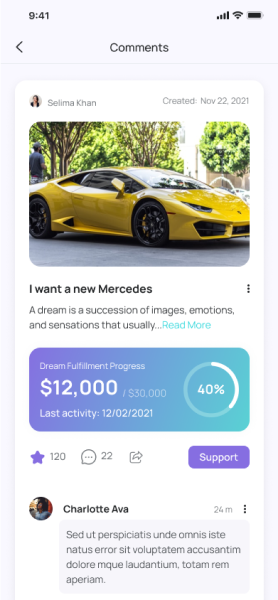 9:41
Comments
Selima Khan
Created: Nov 22, 2021
I want a new Mercedes
A dream is a succession of images, emotions,
and sensations that usually...Read More
Dream Fulfillment Progress
$12,000 / $30,000
40%
Last activity: 12/02/2021
120
22
Support
Charlotte Ava
24 m
Sed ut perspiciatis unde omnis iste
natus error sit voluptatem accusantim
dolore mque laudantium, totam rem
aperiam.